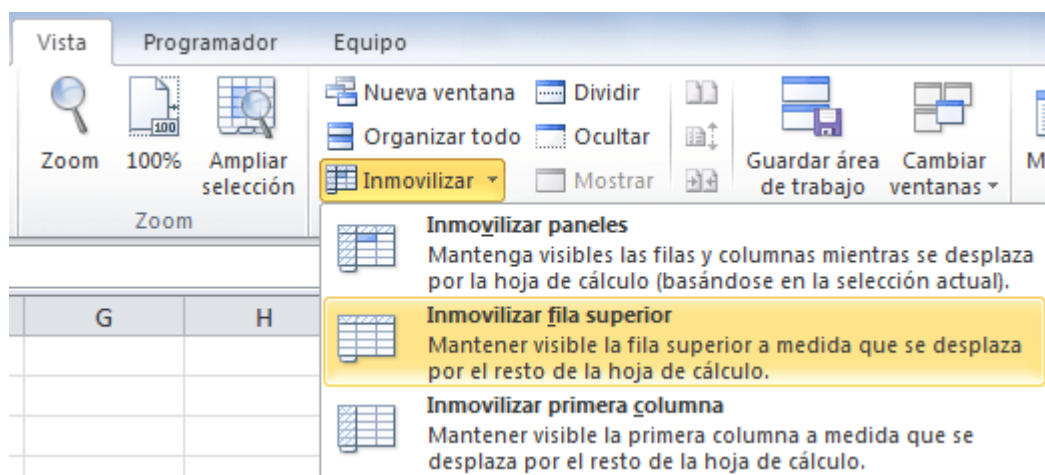 Vista Programador Equipo
Nueva ventana Dividir
Organizar todo Ocultar
Inmovilizar Mostrar
100
Zoom 100% Ampliar selección
Guardar área de trabajo Cambiar ventanas
M
Zoom
Inmovilizar paneles
Mantenga visibles las filas y columnas mientras se desplaza
por la hoja de cálculo (basándose en la selección actual).
G H
Inmovilizar fila superior
Mantener visible la fila superior a medida que se desplaza
por el resto de la hoja de cálculo.
Inmovilizar primera columna
Mantener visible la primera columna a medida que se
desplaza por el resto de la hoja de cálculo.